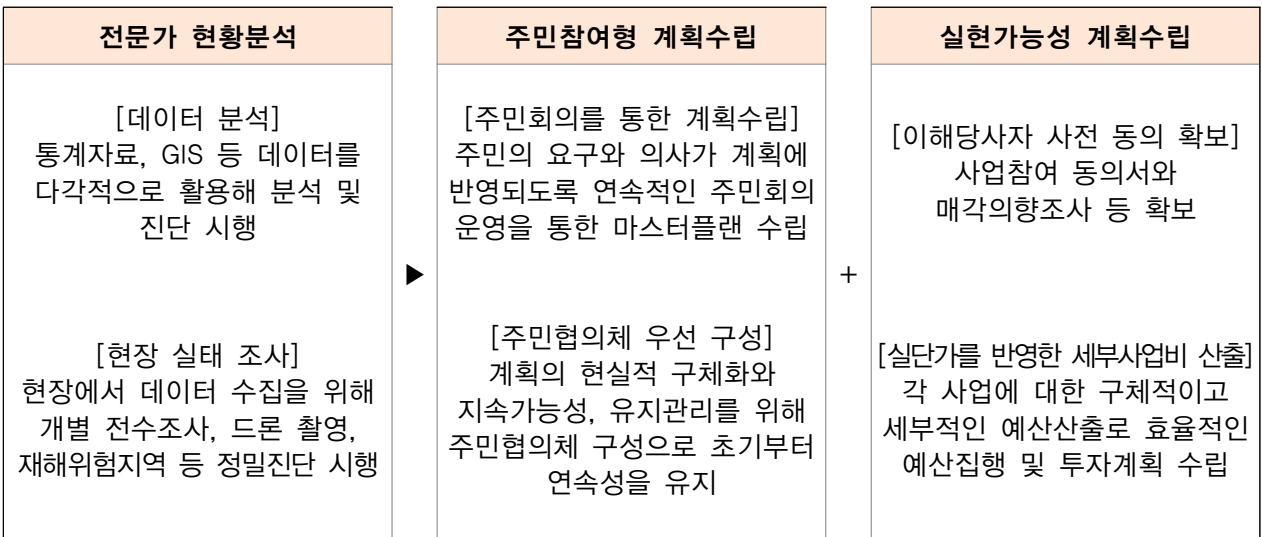 전문가 현황분석
[데이터 분석]
통계자료, GIS 등 데이터를
다각적으로 활용해 분석 및
진단 시행
[현장 실태 조사]
현장에서 데이터 수집을 위해
개별 전수조사, 드론 촬영,
재해위험지역 등 정밀진단 시행
▶
주민참여형 계획수립
[주민회의를 통한 계획수립]
주민의 요구와 의사가 계획에
반영되도록 연속적인 주민회의
운영을 통한 마스터플랜 수립
[주민협의체 우선 구성]
계획의 현실적 구체화와
지속가능성, 유지관리를 위해
주민협의체 구성으로 초기부터
연속성을 유지
+
실현가능성 계획수립
[이해당사자 사전 동의 확보]
사업참여 동의서와
매각의향조사 등 확보
[실단가를 반영한 세부사업비 산출]
각 사업에 대한 구체적이고
세부적인 예산산출로 효율적인
예산집행 및 투자계획 수립